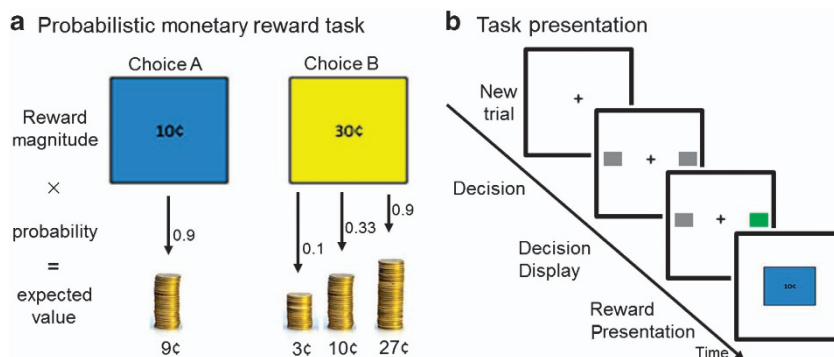 a Probabilistic monetary reward task
Choice A
Choice B
Reward
magnitude
10¢
30¢
×
probability
0.9
0.1
0.33
0.9
=
expected
value
9¢
3¢
10¢
27¢
b Task presentation
New
trial
+
+
Decision
+
Decision
Display
10¢
Reward
Presentation
Time